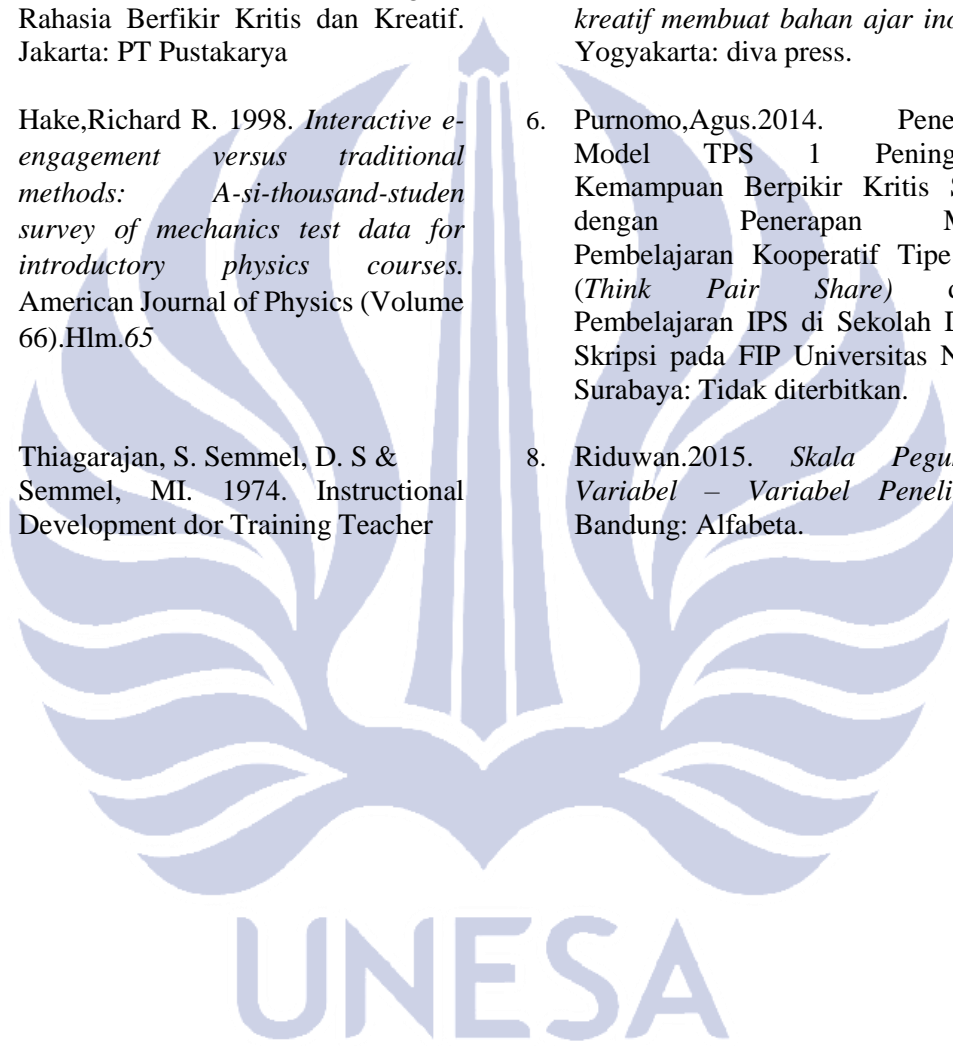 Rahasia Berfikir Kritis dan Kreatif.
Jakarta: PT Pustakarya
Hake,Richard R. 1998. Interactive e-
engagement versus traditional
methods: A-si-thousand-studen
survey of mechanics test data for
introductory physics courses.
American Journal of Physics (Volume
66).Hlm.65
Thiagarajan, S. Semmel, D. S &
Semmel, MI. 1974. Instructional
Development dor Training Teacher
kreatif membuat bahan ajar
Yogyakarta: diva press.
6. Purnomo,Agus.2014. Pene
Model TPS 1 Pening
Kemampuan Berpikir Kritis
dengan Penerapan
Pembelajaran Kooperatif Tipe
(Think Pair Share)
Pembelajaran IPS di Sekolah
Skripsi pada FIP Universitas
Surabaya: Tidak diterbitkan.
8. Riduwan.2015. Skala Pegu
Variabel – Variabel Peneli
Bandung: Alfabeta.
UNESA